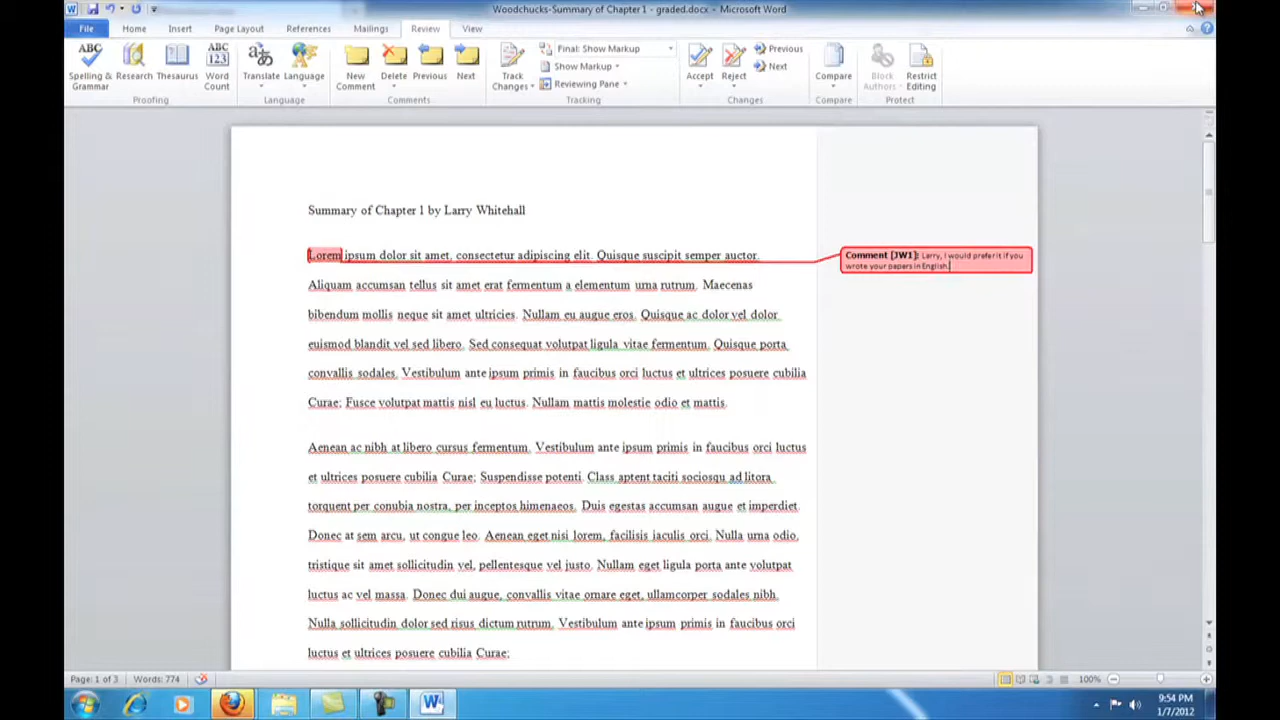 Woodchucks-Summary of Chapter 1 - graded.docx - Microsoft Word
File Home Insert Page Layout References Mailings Review View
Spelling & Grammar
Research
Thesaurus
Word Count
Proofing
Translate
Language
Language
New Comment
Delete
Previous
Next
Comments
Track Changes
Final: Show Markup
Show Markup
Reviewing Pane
Tracking
Accept
Reject
Previous
Next
Changes
Compare
Compare
Block Authors
Restrict Editing
Protect
Summary of Chapter 1 by Larry Whitehall
Lorem ipsum dolor sit amet, consectetur adipiscing elit. Quisque suscipit semper auctor.
Comment [JW1]: Larry, I would prefer it if you
wrote your papers in English.
Aliquam accumsan tellus sit amet erat fermentum a elementum urna rutrum. Maecenas
bibendum mollis neque sit amet ultricies. Nullam eu augue eros. Quisque ac dolor vel dolor
euismod blandit vel sed libero. Sed consequat volutpat ligula vitae fermentum. Quisque porta
convallis sodales. Vestibulum ante ipsum primis in faucibus orci luctus et ultrices posuere cubilia
Curae; Fusce volutpat mattis nisl eu luctus. Nullam mattis molestie odio et mattis.
Aenean ac nibh at libero cursus fermentum. Vestibulum ante ipsum primis in faucibus orci luctus
et ultrices posuere cubilia Curae; Suspendisse potenti. Class aptent taciti sociosqu ad litora
torquent per conubia nostra, per inceptos himenaeos. Duis egestas accumsan augue et imperdiet.
Donec at sem arcu, ut congue leo. Aenean eget nisi lorem, facilisis iaculis orci. Nulla urna odio,
tristique sit amet sollicitudin vel, pellentesque vel justo. Nullam eget ligula porta ante volutpat
luctus ac vel massa. Donec dui augue, convallis vitae ornare eget, ullamcorper sodales nibh.
Nulla sollicitudin dolor sed risus dictum rutrum. Vestibulum ante ipsum primis in faucibus orci
luctus et ultrices posuere cubilia Curae;
Page: 1 of 3 Words: 774 100%
9:54 PM
1/7/2012